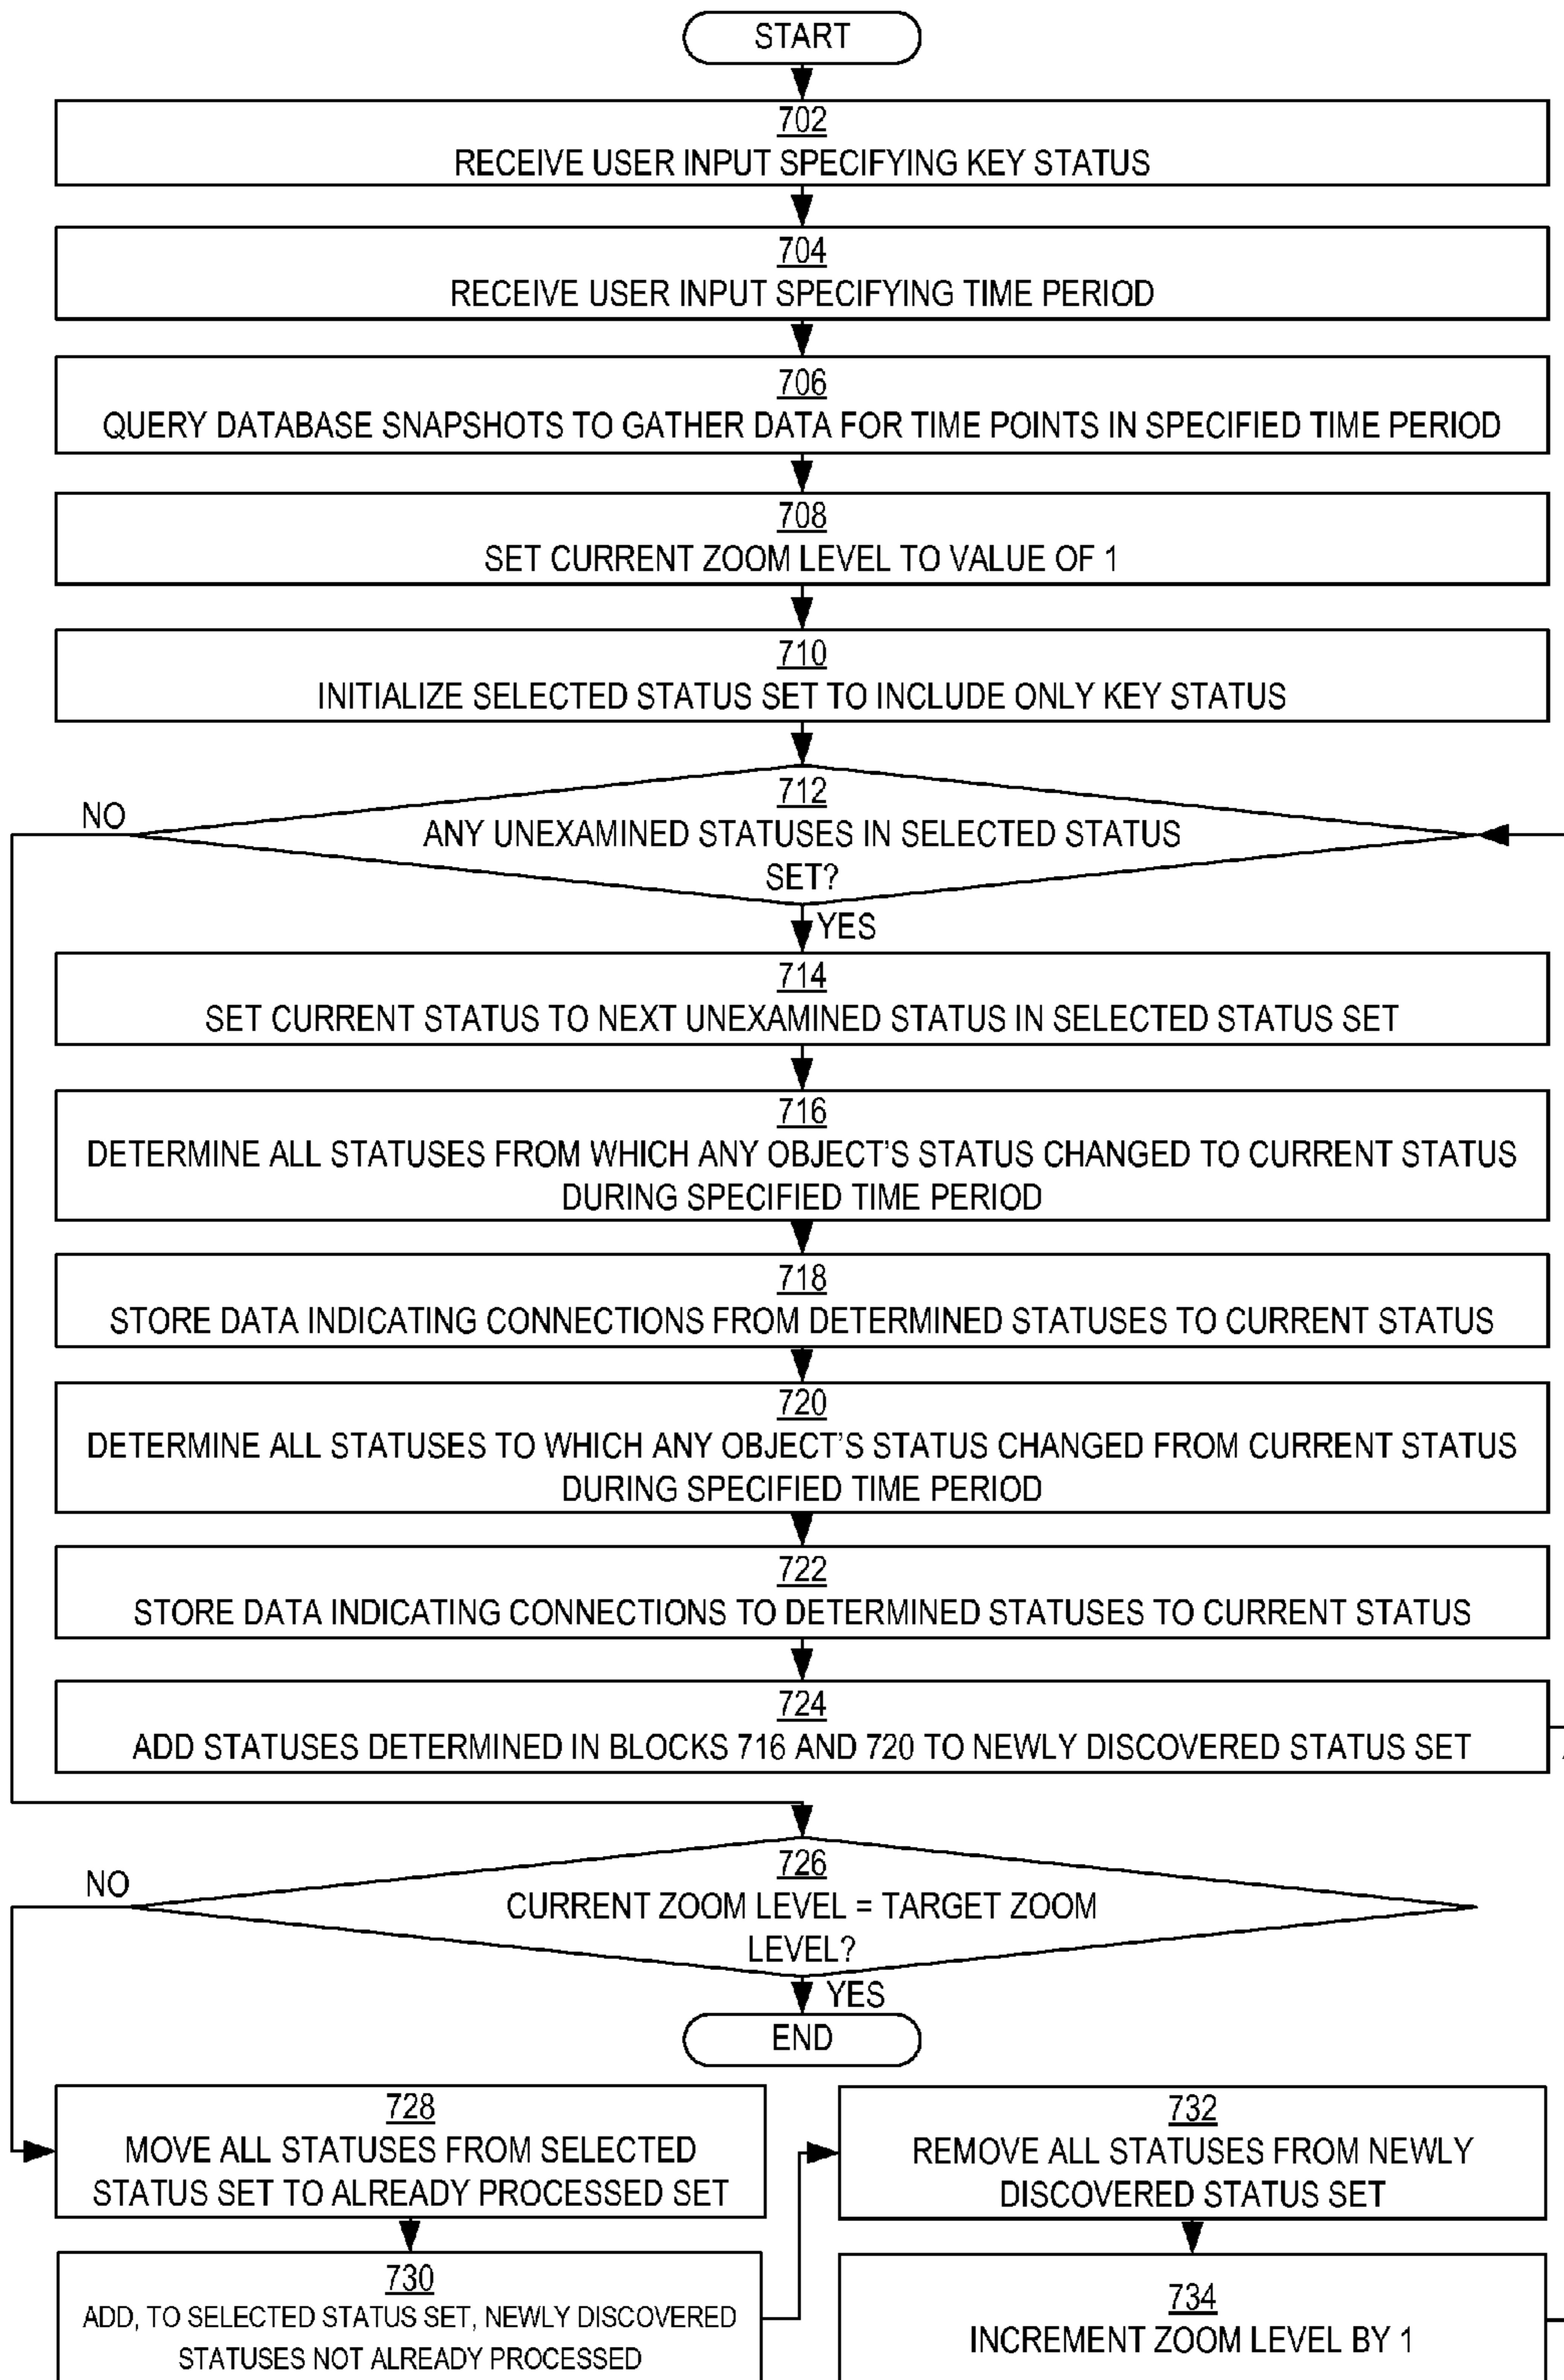 START
702
RECEIVE USER INPUT SPECIFYING KEY STATUS
704
RECEIVE USER INPUT SPECIFYING TIME PERIOD
706
QUERY DATABASE SNAPSHOTS TO GATHER DATA FOR TIME POINTS IN SPECIFIED TIME PERIOD
708
SET CURRENT ZOOM LEVEL TO VALUE OF 1
710
INITIALIZE SELECTED STATUS SET TO INCLUDE ONLY KEY STATUS
712
NO
ANY UNEXAMINED STATUSES IN SELECTED STATUS
SET?
YES
714
SET CURRENT STATUS TO NEXT UNEXAMINED STATUS IN SELECTED STATUS SET
716
DETERMINE ALL STATUSES FROM WHICH ANY OBJECT'S STATUS CHANGED TO CURRENT STATUS
DURING SPECIFIED TIME PERIOD
718
STORE DATA INDICATING CONNECTIONS FROM DETERMINED STATUSES TO CURRENT STATUS
720
DETERMINE ALL STATUSES TO WHICH ANY OBJECT'S STATUS CHANGED FROM CURRENT STATUS
DURING SPECIFIED TIME PERIOD
722
STORE DATA INDICATING CONNECTIONS TO DETERMINED STATUSES TO CURRENT STATUS
724
ADD STATUSES DETERMINED IN BLOCKS 716 AND 720 TO NEWLY DISCOVERED STATUS SET
726
NO
CURRENT ZOOM LEVEL = TARGET ZOOM
LEVEL?
YES
END
728
MOVE ALL STATUSES FROM SELECTED
STATUS SET TO ALREADY PROCESSED SET
730
ADD, TO SELECTED STATUS SET, NEWLY DISCOVERED
STATUSES NOT ALREADY PROCESSED
732
REMOVE ALL STATUSES FROM NEWLY
DISCOVERED STATUS SET
734
INCREMENT ZOOM LEVEL BY 1